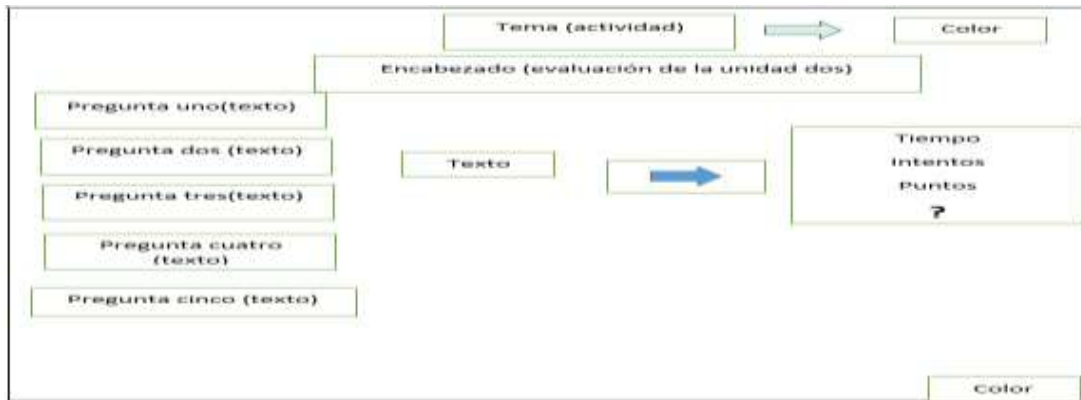 Tema (actividad)
Color
Encabezado (evaluación de la unidad dos)
Pregunta uno(texto)
Pregunta dos (texto)
Pregunta tres(texto)
Pregunta cuatro
(texto)
Pregunta cinco (texto)
Texto
Tiempo
Intentos
Puntos
?
Color